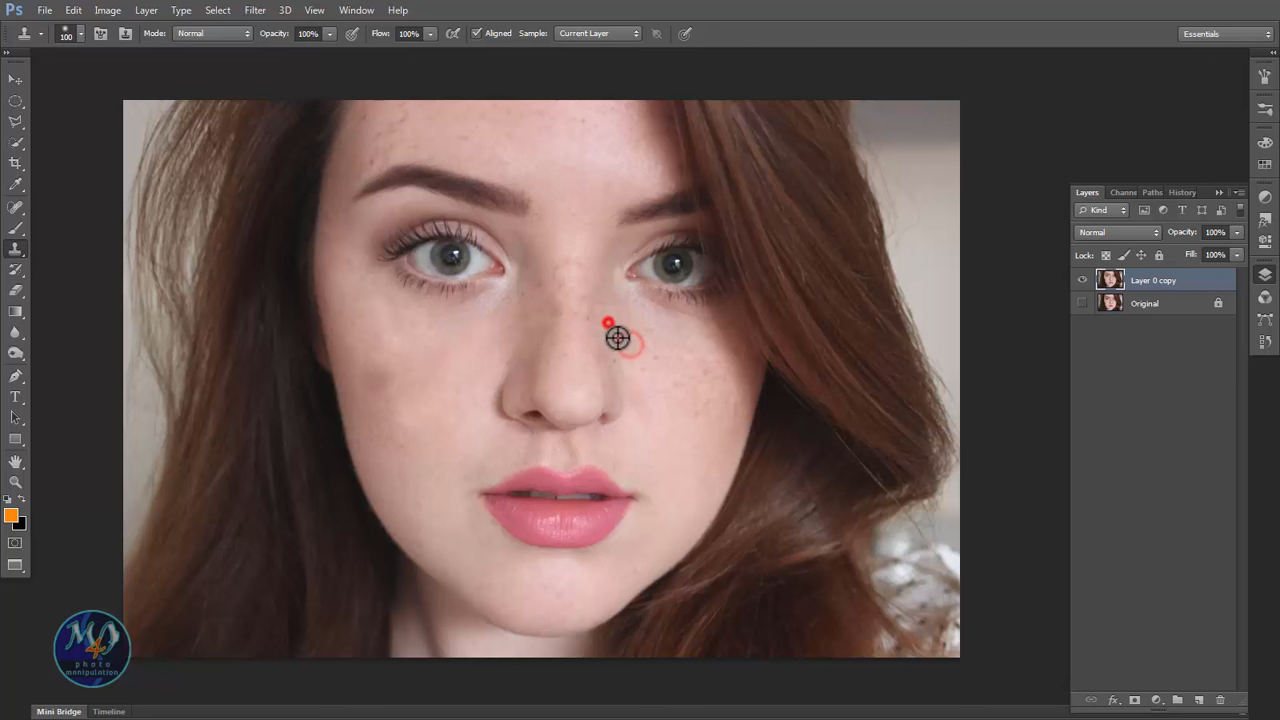 Ps File Edit Image Layer Type Select Filter 3D View Window Help
100 Mode: Normal Opacity: 100% Flow: 100% Aligned Sample: Current Layer Essentials
Layers Channe Paths History
Kind
Normal Opacity: 100%
Lock: Fill: 100%
Layer 0 copy
Original
M4D
photo
manipulation
Mini Bridge Timeline